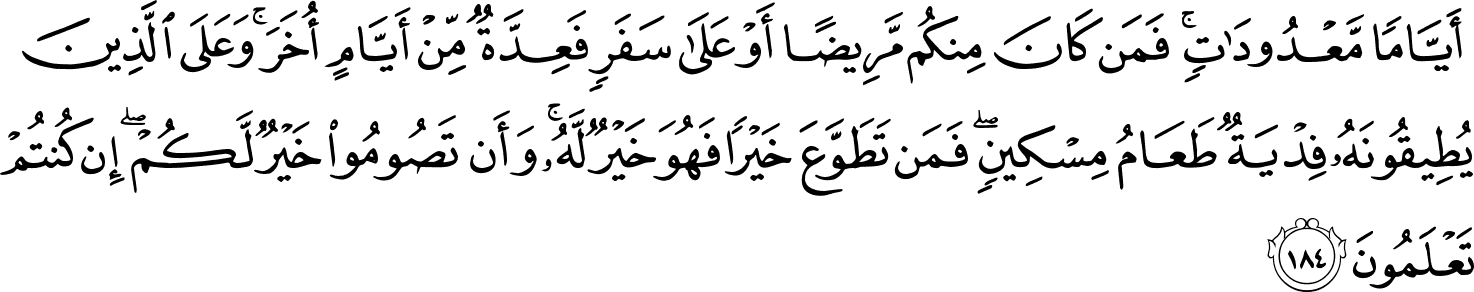 أَيَّامًا مَّعْدُودَٰتٍۚ فَمَن كَانَ مِنكُم مَّرِيضًا أَوْ عَلَىٰ سَفَرٍ فَعِدَّةٌ مِّنْ أَيَّامٍ أُخَرَۚ وَعَلَى ٱلَّذِينَ
يُطِيقُونَهُۥ فِدْيَةٌ طَعَامُ مِسْكِينٍۖ فَمَن تَطَوَّعَ خَيْرًا فَهُوَ خَيْرٌ لَّهُۥۚ وَأَن تَصُومُوا۟ خَيْرٌ لَّكُمْۖ إِن كُنتُمْ
تَعْلَمُونَ ١٨٤